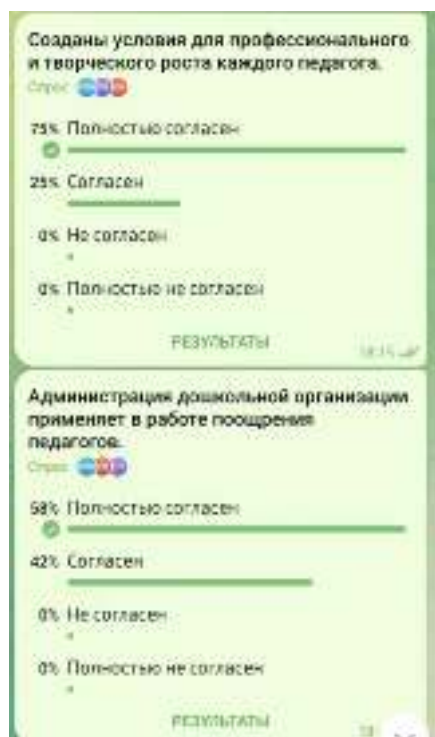 Созданы условия для профессионального
и творческого роста каждого педагога.
Опрос
75% Полностью согласен
25% Согласен
0% Не согласен
0% Полностью не согласен
РЕЗУЛЬТАТЫ
Администрация дошкольной организации
применяет в работе поощрения
педагогов.
Опрос
58% Полностью согласен
42% Согласен
0% Не согласен
0% Полностью не согласен
РЕЗУЛЬТАТЫ